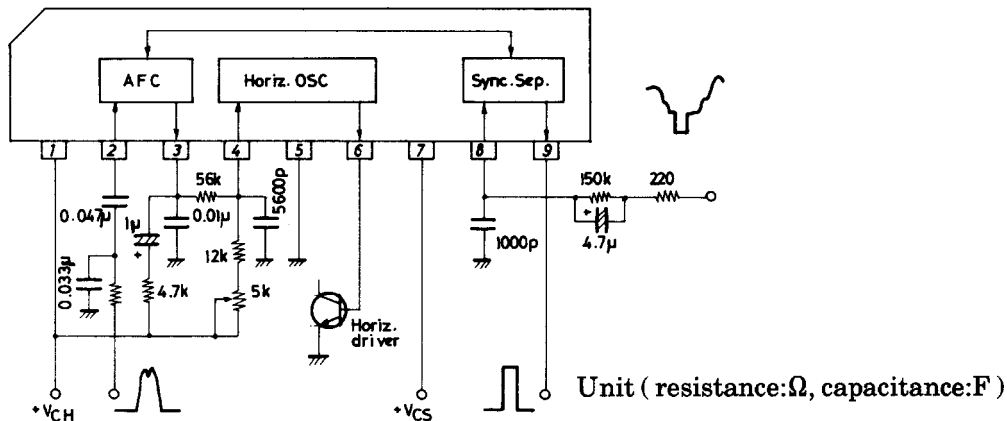 AFC
Horiz. OSC
Sync. Sep.
1
2
3
4
5
6
7
8
9
56k
5600p
150k
220
0.047μ
1μ
0.01μ
+
1000p
4.7μ
+
12k
0.033μ
4.7k
5k
Horiz.
driver
+VCH
+VCS
Unit ( resistance:Ω, capacitance:F )